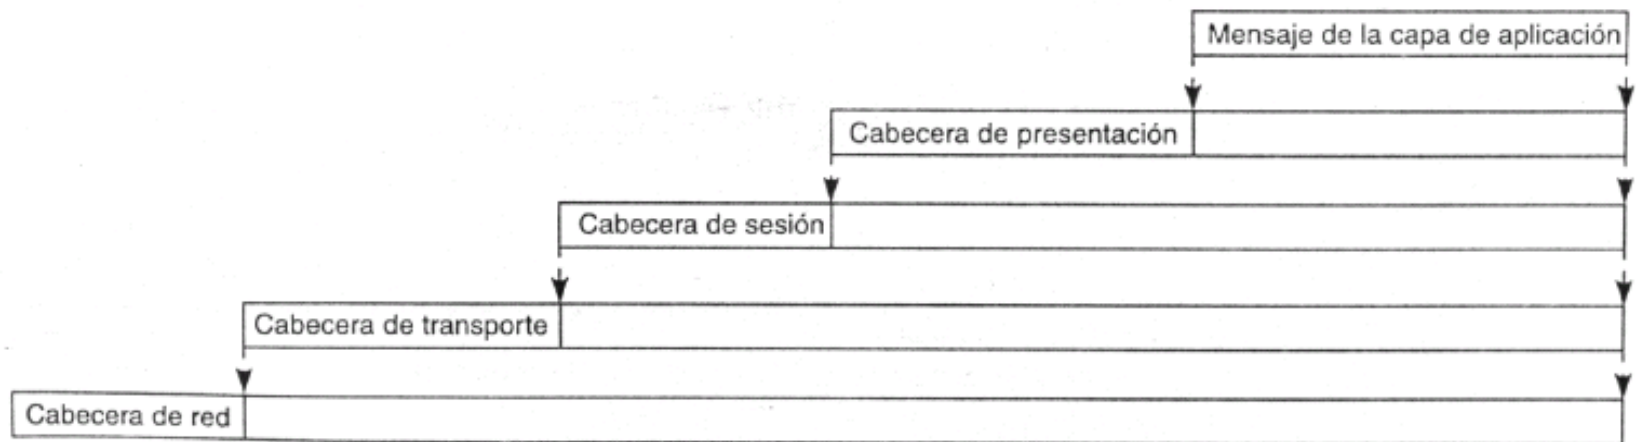 Mensaje de la capa de aplicación
Cabecera de presentación
Cabecera de sesión
Cabecera de transporte
Cabecera de red